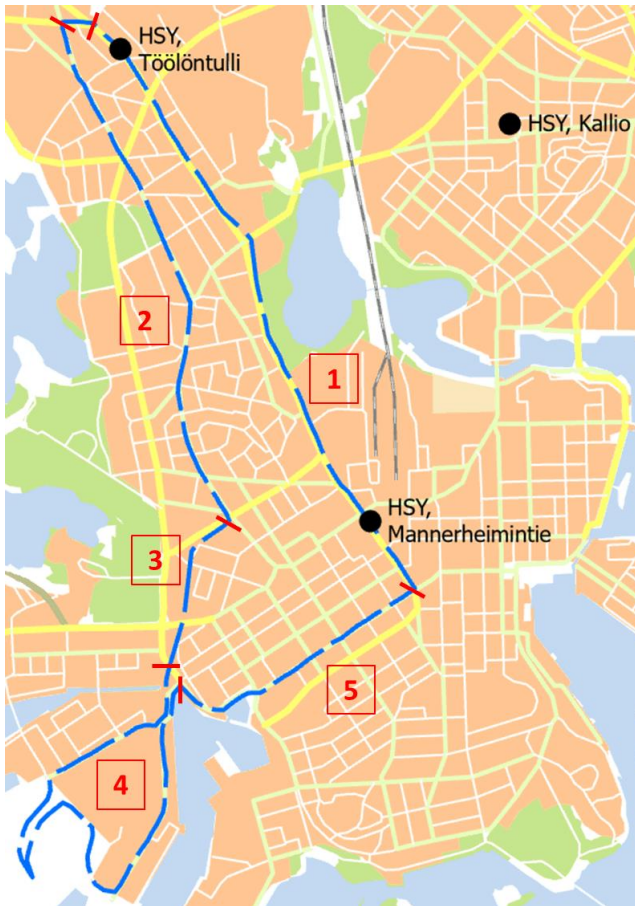 HSY,
Töölöntulli
HSY, Kallio
2
1
HSY,
Mannerheimintie
3
5
4